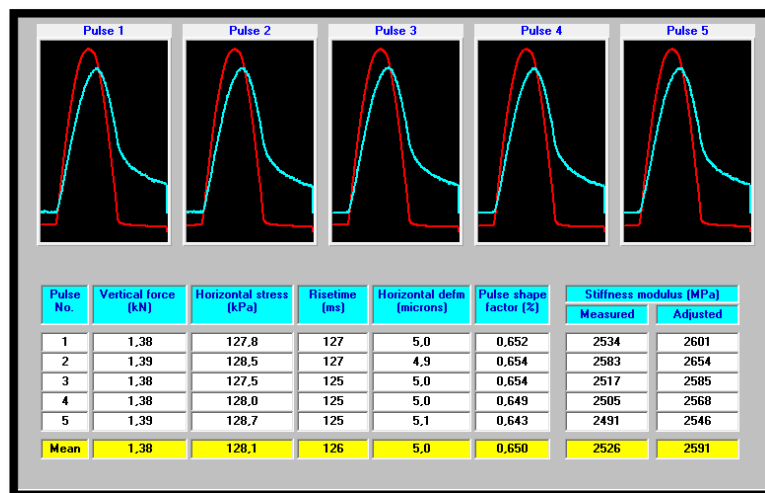 Pulse 1 Pulse 2 Pulse 3 Pulse 4 Pulse 5
Pulse No. Vertical force (kN) Horizontal stress (kPa) Risetime (ms) Horizontal defm (microns) Pulse shape factor (%) Stiffness modulus (MPa)
Measured Adjusted
1 1,38 127,8 127 5,0 0,652 2534 2601
2 1,39 128,5 127 4,9 0,654 2583 2654
3 1,38 127,5 125 5,0 0,654 2517 2585
4 1,38 128,0 125 5,0 0,649 2505 2568
5 1,39 128,7 125 5,1 0,643 2491 2546
Mean 1,38 128,1 126 5,0 0,650 2526 2591